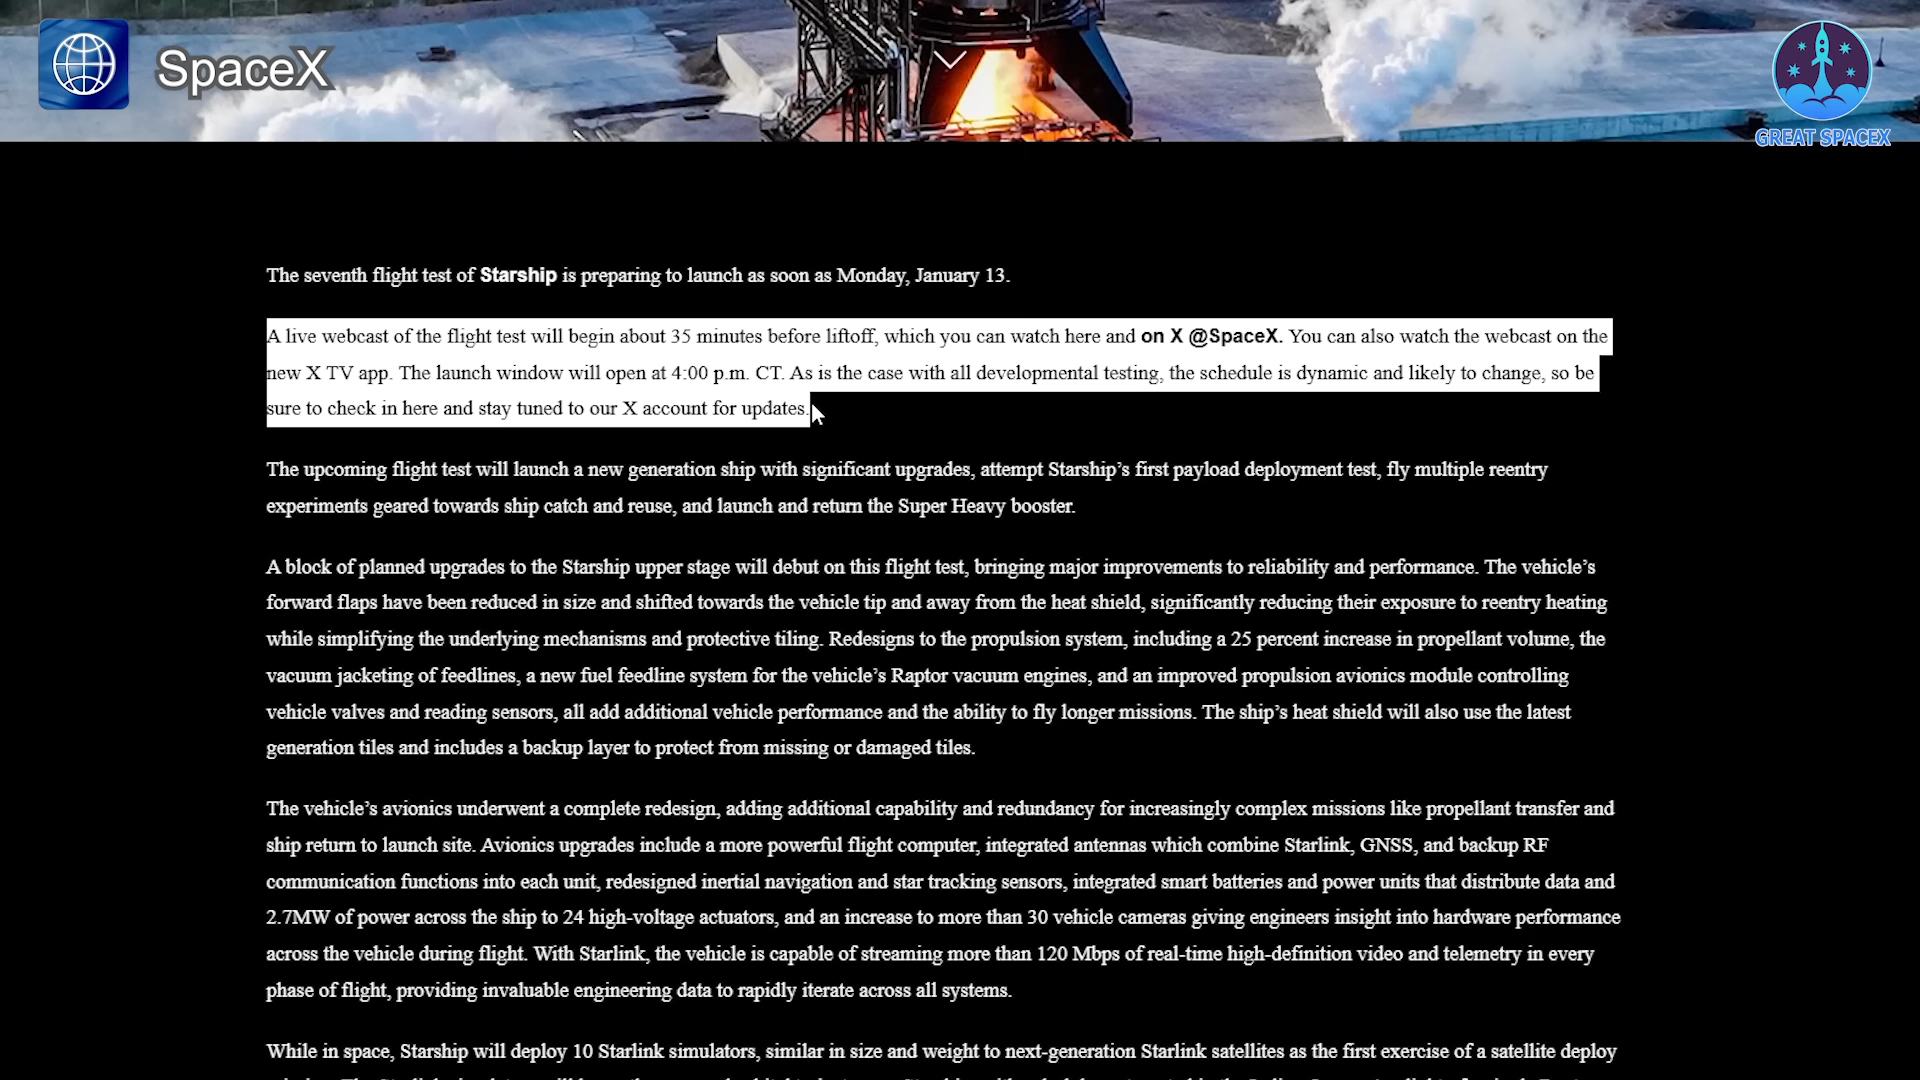 SpaceX
GREAT SPACEX
The seventh flight test of Starship is preparing to launch as soon as Monday, January 13.
A live webcast of the flight test will begin about 35 minutes before liftoff, which you can watch here and on X @SpaceX. You can also watch the webcast on the
new X TV app. The launch window will open at 4:00 p.m. CT. As is the case with all developmental testing, the schedule is dynamic and likely to change, so be
sure to check in here and stay tuned to our X account for updates.
The upcoming flight test will launch a new generation ship with significant upgrades, attempt Starship’s first payload deployment test, fly multiple reentry
experiments geared towards ship catch and reuse, and launch and return the Super Heavy booster.
A block of planned upgrades to the Starship upper stage will debut on this flight test, bringing major improvements to reliability and performance. The vehicle’s
forward flaps have been reduced in size and shifted towards the vehicle tip and away from the heat shield, significantly reducing their exposure to reentry heating
while simplifying the underlying mechanisms and protective tiling. Redesigns to the propulsion system, including a 25 percent increase in propellant volume, the
vacuum jacketing of feedlines, a new fuel feedline system for the vehicle’s Raptor vacuum engines, and an improved propulsion avionics module controlling
vehicle valves and reading sensors, all add additional vehicle performance and the ability to fly longer missions. The ship’s heat shield will also use the latest
generation tiles and includes a backup layer to protect from missing or damaged tiles.
The vehicle’s avionics underwent a complete redesign, adding additional capability and redundancy for increasingly complex missions like propellant transfer and
ship return to launch site. Avionics upgrades include a more powerful flight computer, integrated antennas which combine Starlink, GNSS, and backup RF
communication functions into each unit, redesigned inertial navigation and star tracking sensors, integrated smart batteries and power units that distribute data and
2.7MW of power across the ship to 24 high-voltage actuators, and an increase to more than 30 vehicle cameras giving engineers insight into hardware performance
across the vehicle during flight. With Starlink, the vehicle is capable of streaming more than 120 Mbps of real-time high-definition video and telemetry in every
phase of flight, providing invaluable engineering data to rapidly iterate across all systems.
While in space, Starship will deploy 10 Starlink simulators, similar in size and weight to next-generation Starlink satellites as the first exercise of a satellite deploy